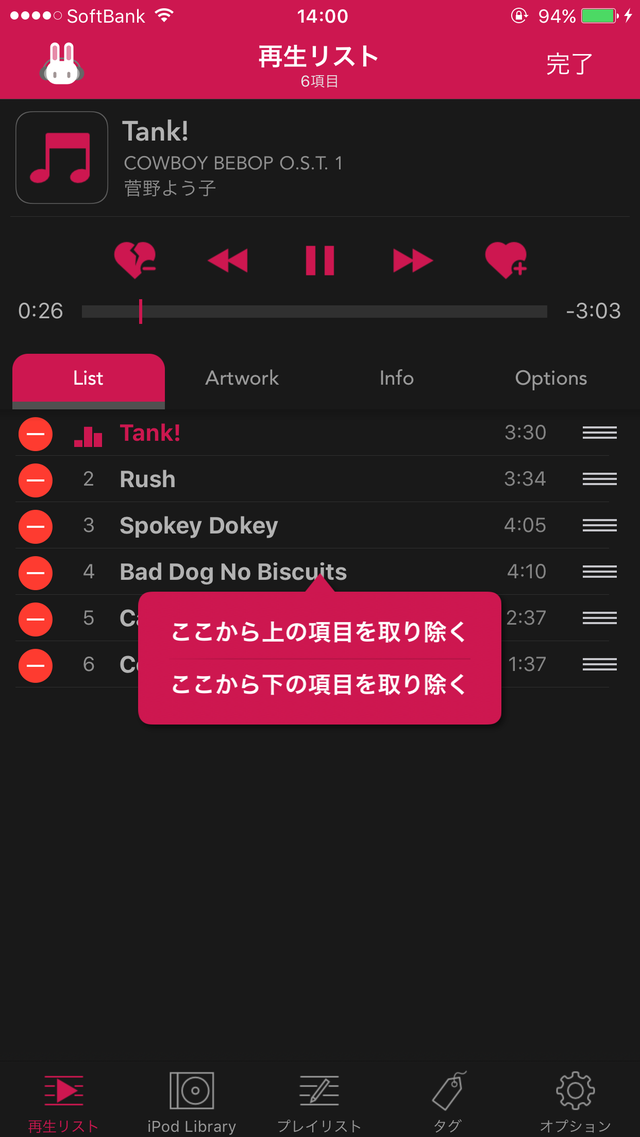 SoftBank 14:00 94%
再生リスト
6項目
完了
Tank!
COWBOY BEBOP O.S.T. 1
菅野よう子
0:26 -3:03
List Artwork Info Options
Tank! 3:30
2 Rush 3:34
3 Spokey Dokey 4:05
4 Bad Dog No Biscuits 4:10
5 2:37
6 1:37
ここから上の項目を取り除く
ここから下の項目を取り除く
再生リスト iPod Library プレイリスト タグ オプション